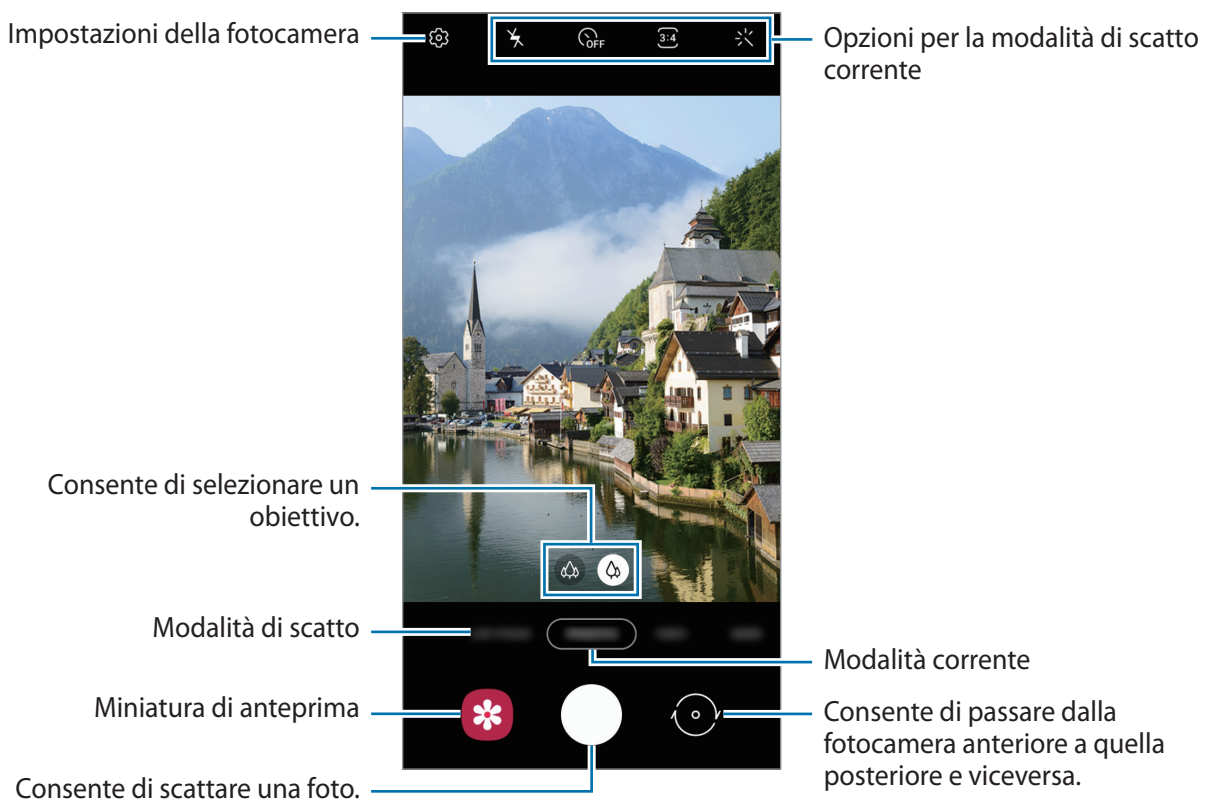 Impostazioni della fotocamera
OFF
3:4
Opzioni per la modalità di scatto
corrente
Consente di selezionare un
obiettivo.
Modalità di scatto
Modalità corrente
Miniatura di anteprima
Consente di passare dalla
fotocamera anteriore a quella
posteriore e viceversa.
Consente di scattare una foto.